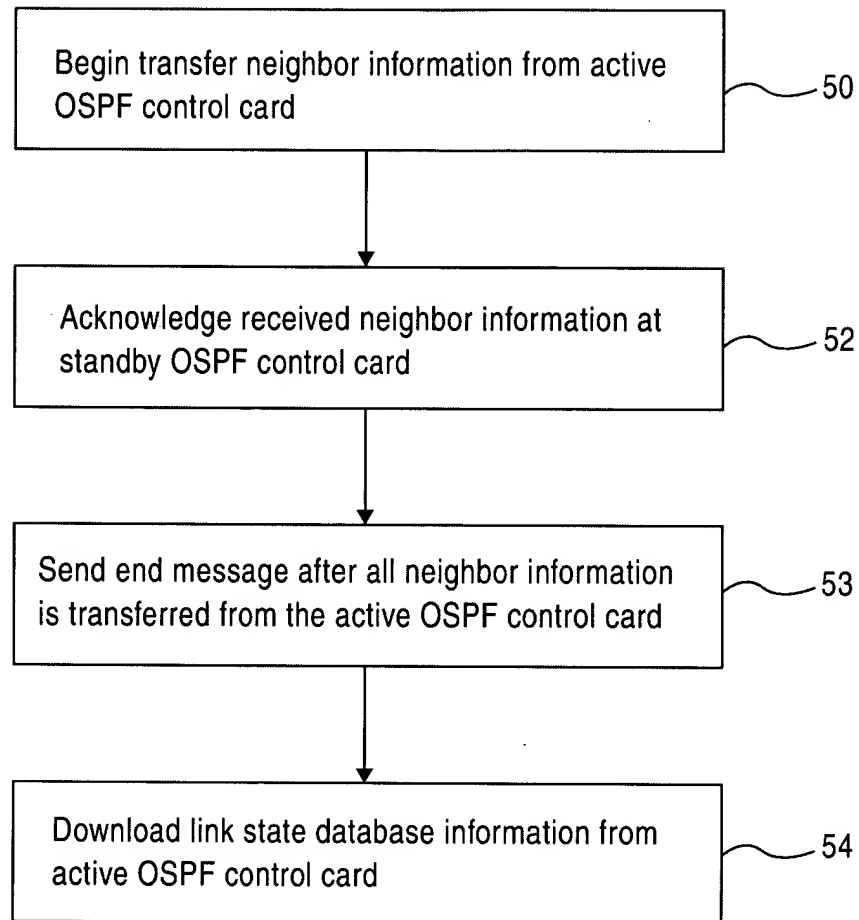 Begin transfer neighbor information from active
OSPF control card
50
Acknowledge received neighbor information at
standby OSPF control card
52
Send end message after all neighbor information
is transferred from the active OSPF control card
53
Download link state database information from
active OSPF control card
54